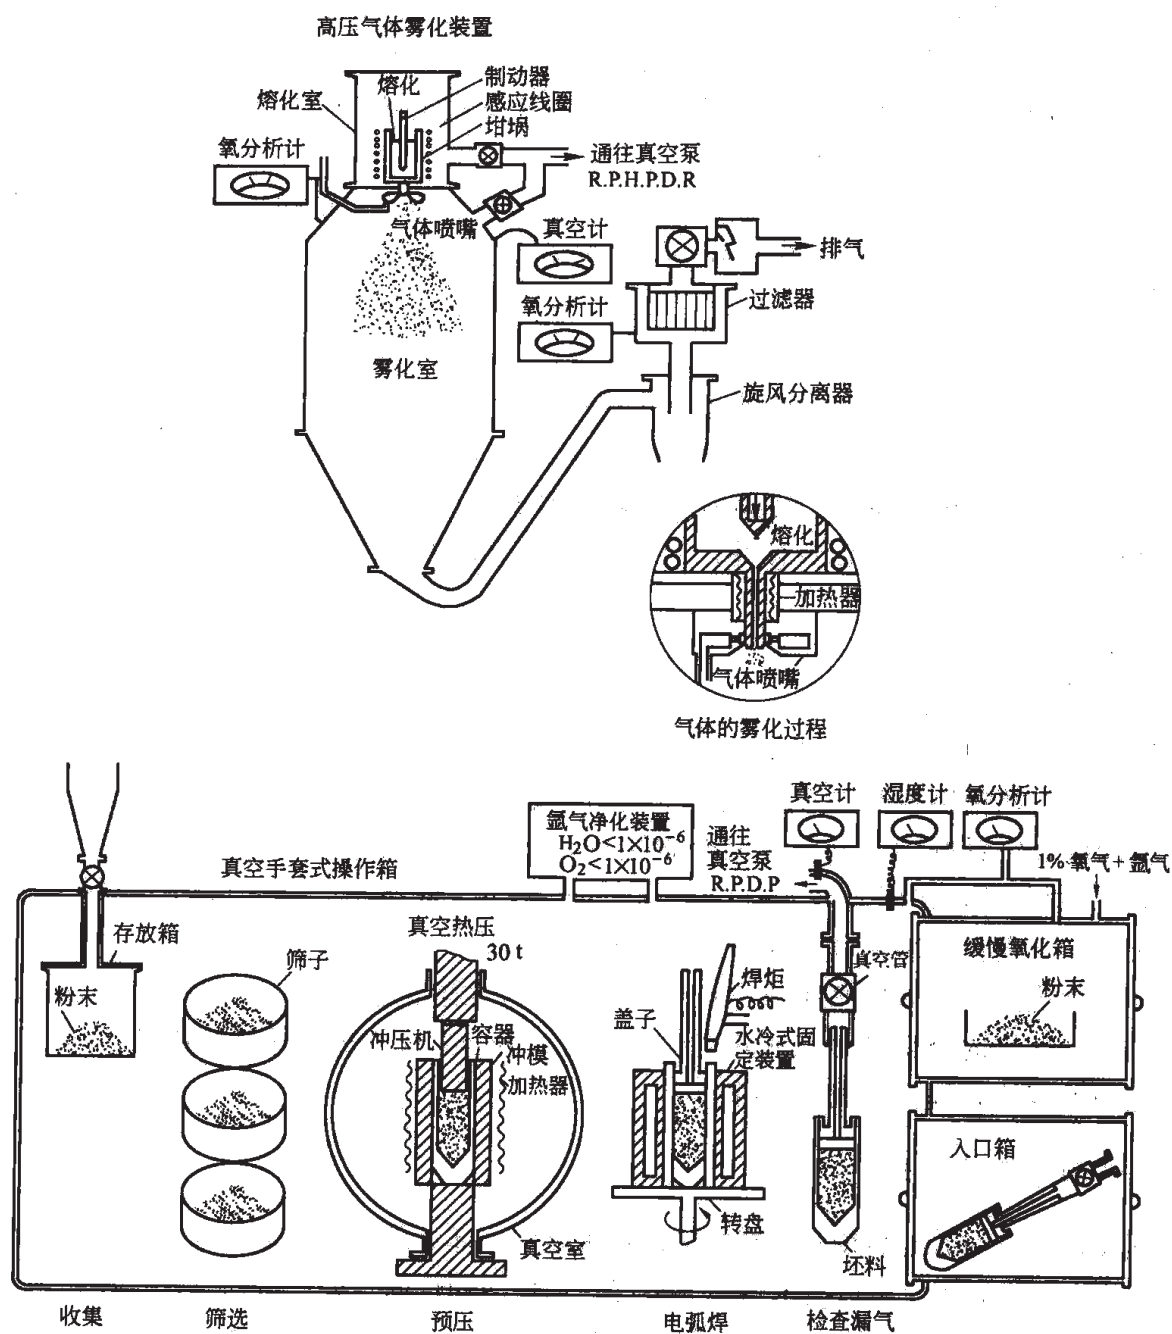 高压气体雾化装置
熔化
制动器
熔化室
感应线圈
坩埚
氧分析计
通往真空泵
R.P.H.P.D.R
气体喷嘴
真空计
排气
氧分析计
过滤器
雾化室
旋风分离器
熔化
加热器
气体喷嘴
气体的雾化过程
真空计
湿度计
氧分析计
氩气净化装置
H₂O<1×10⁻⁶
O₂<1×10⁻⁶
通往
真空泵
R.P.D.P
1%氧气+氩气
真空手套式操作箱
存放箱
粉末
筛子
真空热压
30 t
冲压机
容器
冲模
加热器
真空室
盖子
焊炬
水冷式固
定装置
转盘
真空管
坯料
缓慢氧化箱
粉末
入口箱
收集
筛选
预压
电弧焊
检查漏气